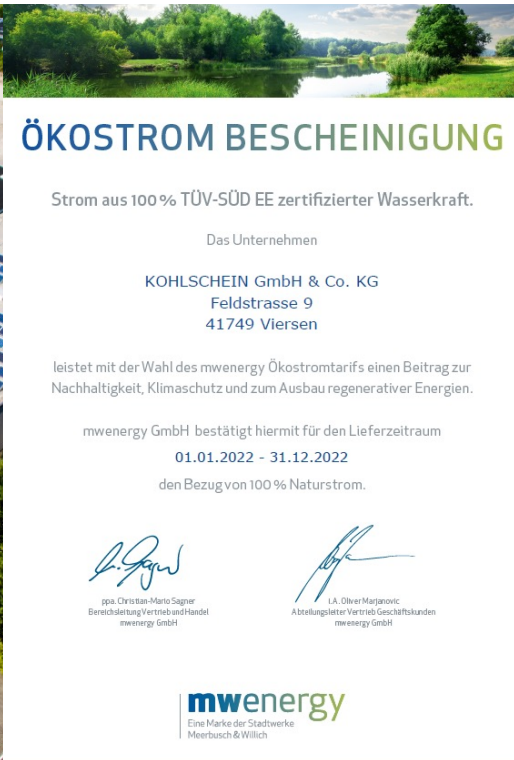 ÖKOSTROM BESCHEINIGUNG
Strom aus 100 % TÜV-SÜD EE zertifizierter Wasserkraft.
Das Unternehmen
KOHLSCHEIN GmbH & Co. KG
Feldstrasse 9
41749 Viersen
leistet mit der Wahl des mwenergy Ökostromtarifs einen Beitrag zur
Nachhaltigkeit, Klimaschutz und zum Ausbau regenerativer Energien.
mwenergy GmbH bestätigt hiermit für den Lieferzeitraum
01.01.2022 - 31.12.2022
den Bezug von 100 % Naturstrom.
ppa. Christian-Mario Sagner
Bereichsleitung Vertrieb und Handel
mwenergy GmbH
i.A. Oliver Marjanovic
Abteilungsleiter Vertrieb Geschäftskunden
mwenergy GmbH
mwenergy
Eine Marke der Stadtwerke
Meerbusch & Willich